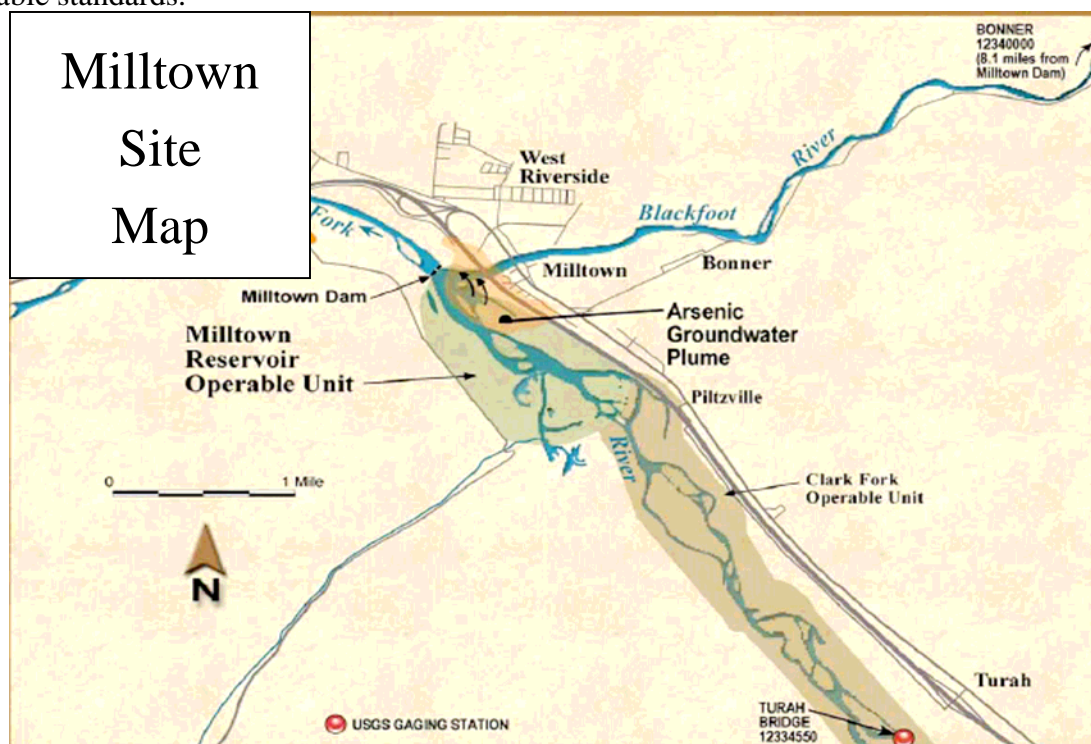 able standards.
Milltown
Site
Map
BONNER
12340000
(8.1 miles from
Milltown Dam)
West
Riverside
River
Blackfoot
Fork
Bonner
Milltown
Milltown Dam
Arsenic
Groundwater
Plume
Milltown
Reservoir
Operable Unit
Piltzville
River
Clark Fork
Operable Unit
0 1 Mile
N
Turah
TURAH
BRIDGE
12334550
USGS GAGING STATION